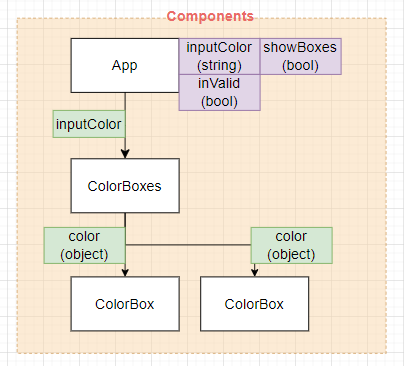 Components
App
inputColor
(string)
showBoxes
(bool)
inValid
(bool)
inputColor
ColorBoxes
color
(object)
color
(object)
ColorBox
ColorBox